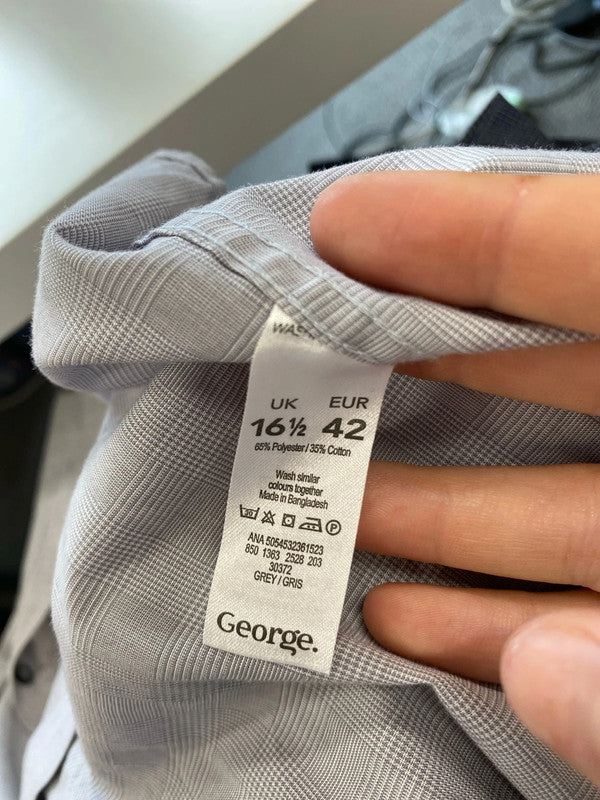 UK EUR
16½ 42
65% Polyester / 35% Cotton
Wash similar
colours together
Made in Bangladesh
ANA 5054532361523
850 1363 2528 203
30372
GREY / GRIS
George.